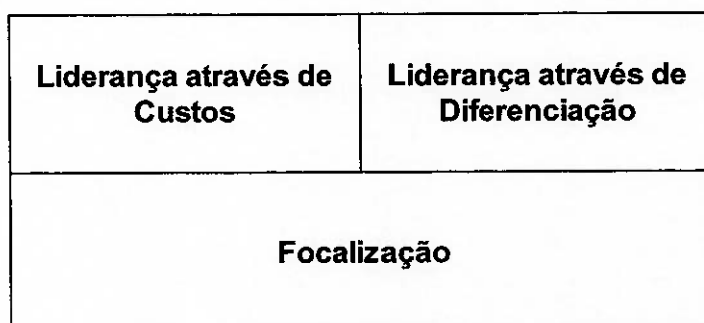 Liderança através de
Custos
Liderança através de
Diferenciação
Focalização